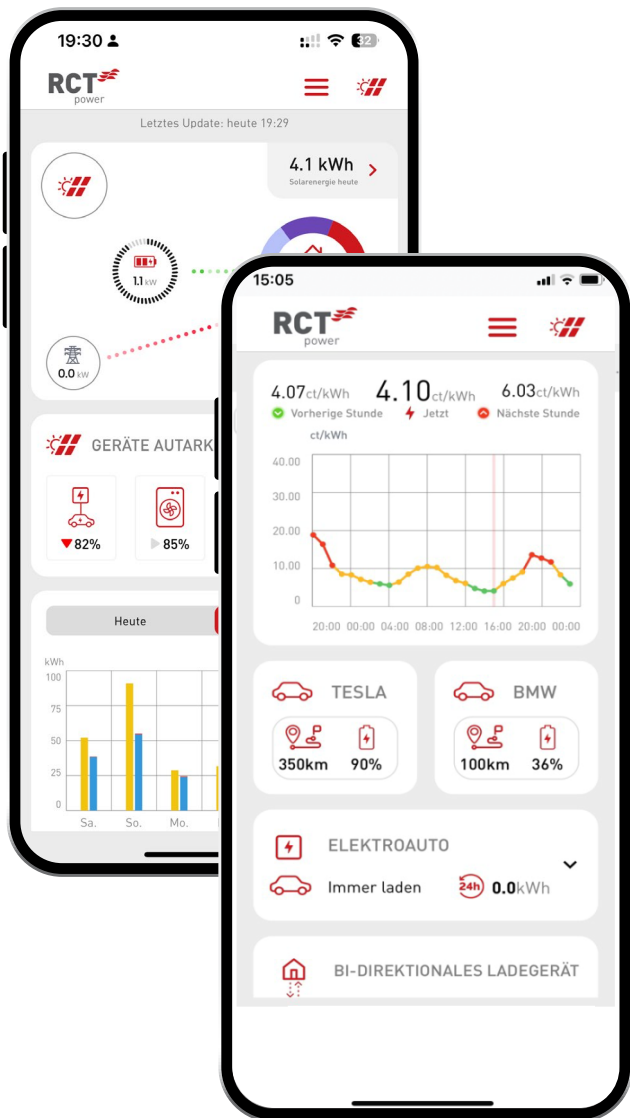 19:30
32
RCT
power
Letztes Update: heute 19:29
4.1 kWh
Solarenergie heute
1.1 kW
0.0 kW
GERÄTE AUTARK
82%
85%
Heute
kWh
100
75
50
25
0
Sa.
So.
Mo.
15:05
RCT
power
4.07ct/kWh 4.10ct/kWh 6.03ct/kWh
Vorherige Stunde Jetzt Nächste Stunde
ct/kWh
40.00
30.00
20.00
10.00
0
20:00 00:00 04:00 08:00 12:00 16:00 20:00 00:00
TESLA
350km 90%
BMW
100km 36%
ELEKTROAUTO
Immer laden 24h 0.0kWh
BI-DIREKTIONALES LADEGERÄT